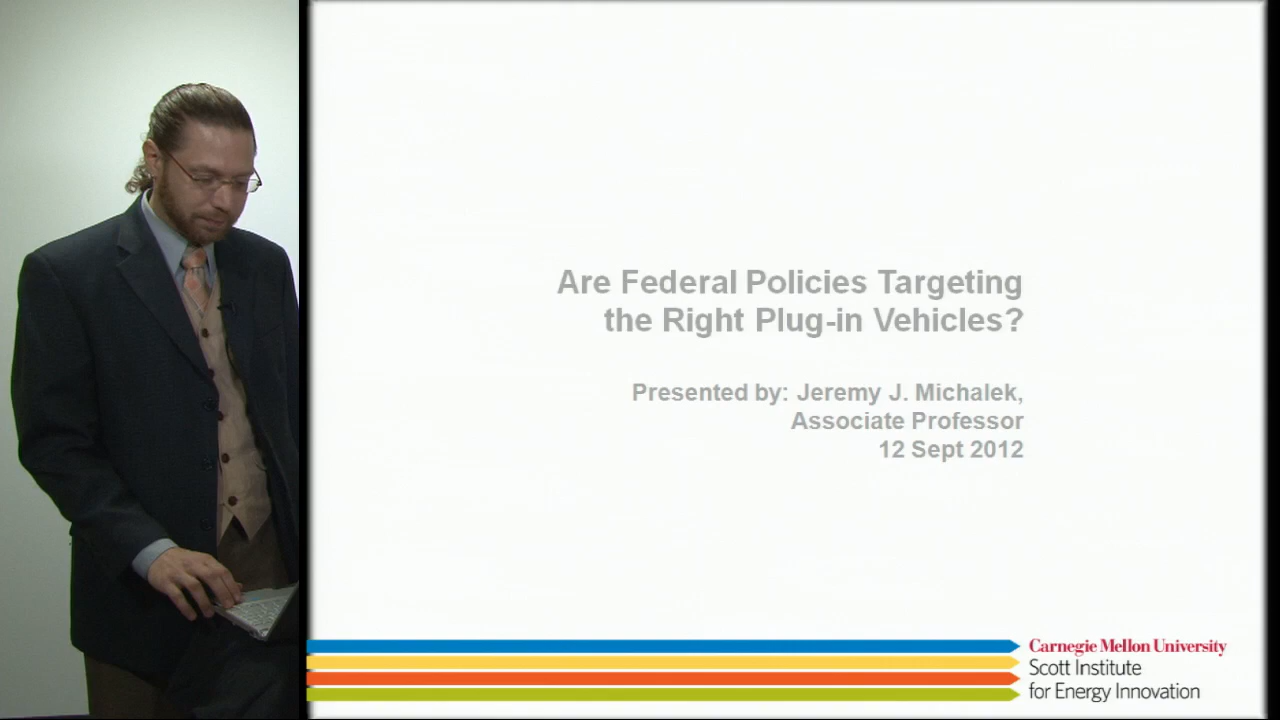 Are Federal Policies Targeting
the Right Plug-in Vehicles?
Presented by: Jeremy J. Michalek,
Associate Professor
12 Sept 2012
Carnegie Mellon University
Scott Institute
for Energy Innovation